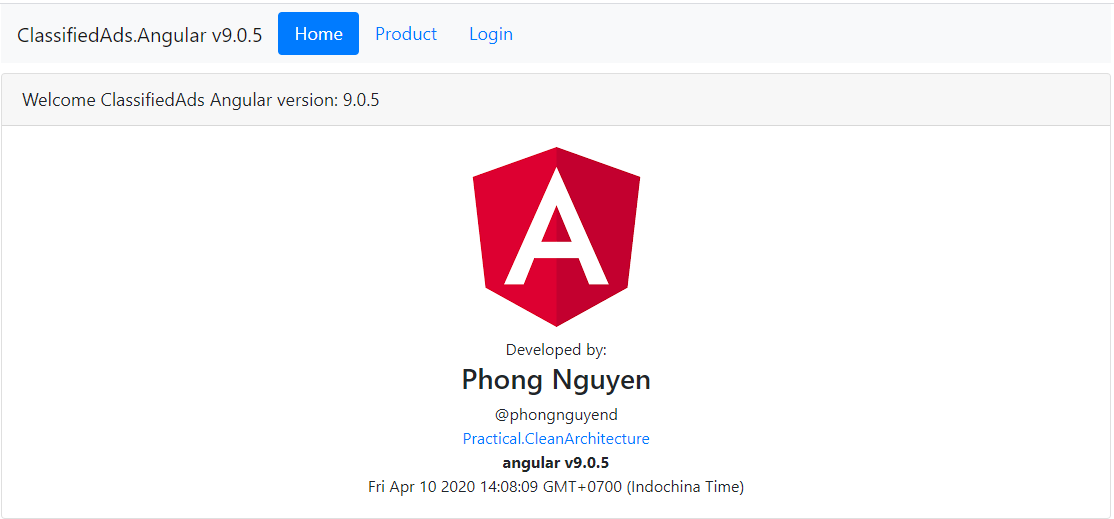 ClassifiedAds.Angular v9.0.5 Home Product Login
Welcome ClassifiedAds Angular version: 9.0.5
A
Developed by:
Phong Nguyen
@phongnguyend
Practical.CleanArchitecture
angular v9.0.5
Fri Apr 10 2020 14:08:09 GMT+0700 (Indochina Time)